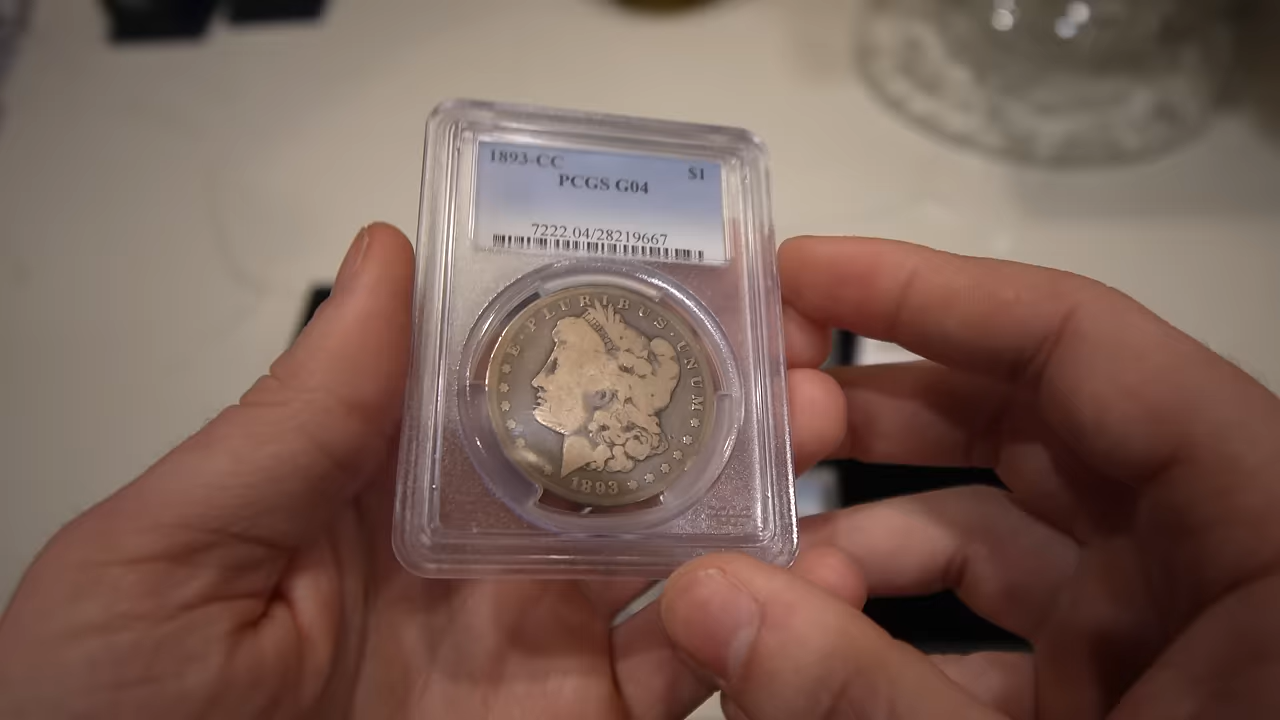 1893-CC
$1
PCGS G04
7222.04/28219667
E·PLURIBUS·UNUM
LIBERTY
1893